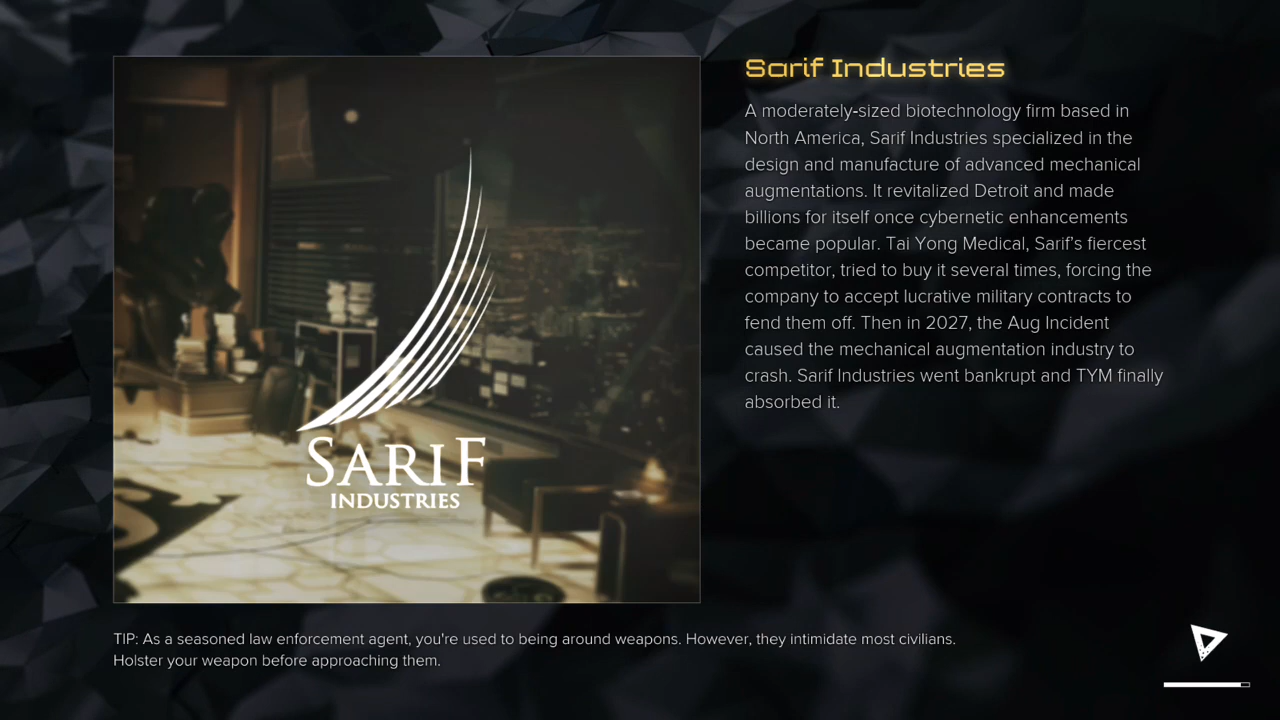 Sarif Industries
A moderately-sized biotechnology firm based in
North America, Sarif Industries specialized in the
design and manufacture of advanced mechanical
augmentations. It revitalized Detroit and made
billions for itself once cybernetic enhancements
became popular. Tai Yong Medical, Sarif's fiercest
competitor, tried to buy it several times, forcing the
company to accept lucrative military contracts to
fend them off. Then in 2027, the Aug Incident
caused the mechanical augmentation industry to
crash. Sarif Industries went bankrupt and TYM finally
absorbed it.
SARIF
INDUSTRIES
TIP: As a seasoned law enforcement agent, you're used to being around weapons. However, they intimidate most civilians.
Holster your weapon before approaching them.